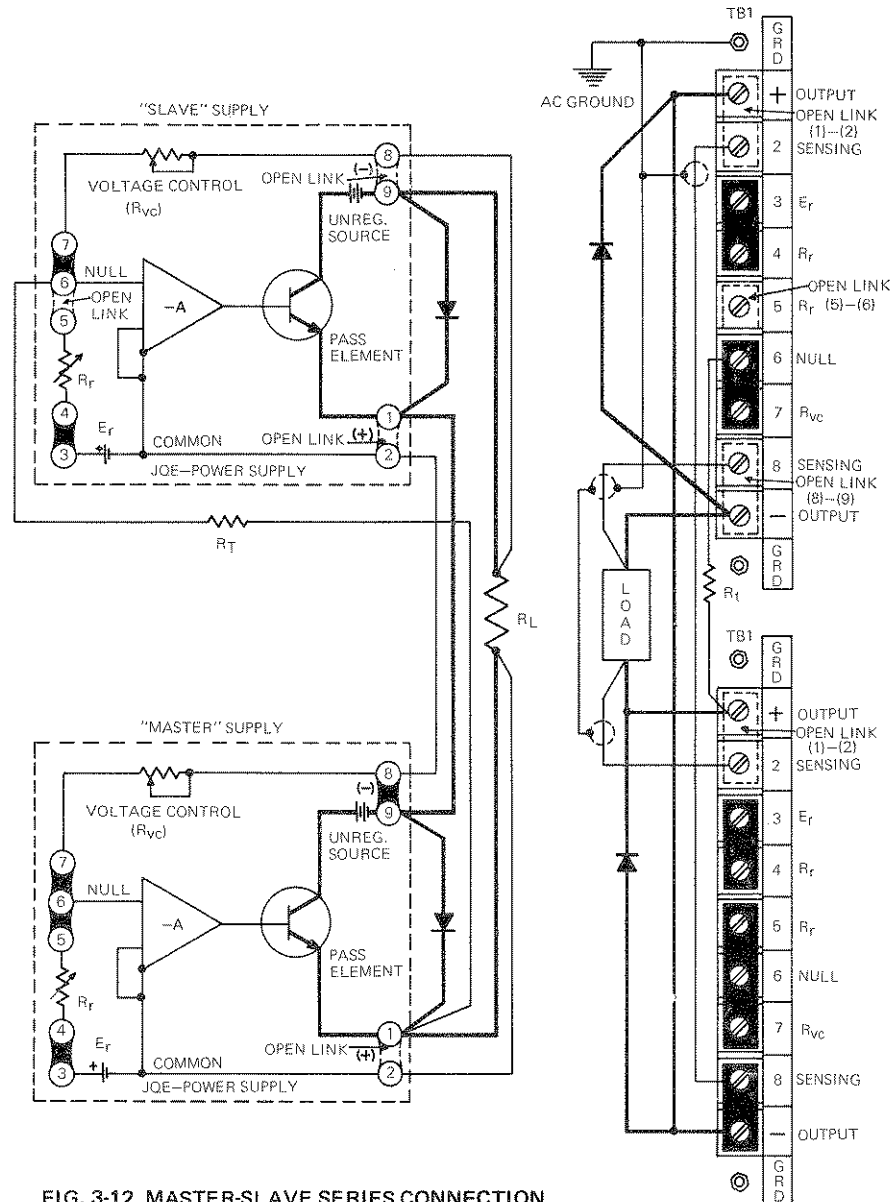 "SLAVE" SUPPLY
8
VOLTAGE CONTROL
(Rvc)
OPEN LINK
(-)
9
UNREG.
SOURCE
7
6
NULL
OPEN
LINK
5
-A
PASS
ELEMENT
Rr
4
Er
3
1
OPEN LINK
(+)
COMMON
2
JQE-POWER SUPPLY
RT
RL
"MASTER" SUPPLY
8
VOLTAGE CONTROL
(Rvc)
(-)
9
UNREG.
SOURCE
7
NULL
6
5
-A
PASS
ELEMENT
Rr
4
Er
3
1
OPEN LINK
(+)
COMMON
2
JQE-POWER SUPPLY
TB1
GRD
AC GROUND
+ OUTPUT
OPEN LINK
(1)-(2)
2 SENSING
3 Er
4 Rr
OPEN LINK
5 Rr (5)-(6)
6 NULL
7 Rvc
8 SENSING
OPEN LINK
(8)-(9)
- OUTPUT
GRD
LOAD
Rt
TB1
GRD
+ OUTPUT
OPEN LINK
(1)-(2)
2 SENSING
3 Er
4 Rr
5 Rr
6 NULL
7 Rvc
8 SENSING
- OUTPUT
GRD
FIG. 3-12 MASTER-SLAVE SERIES CONNECTION